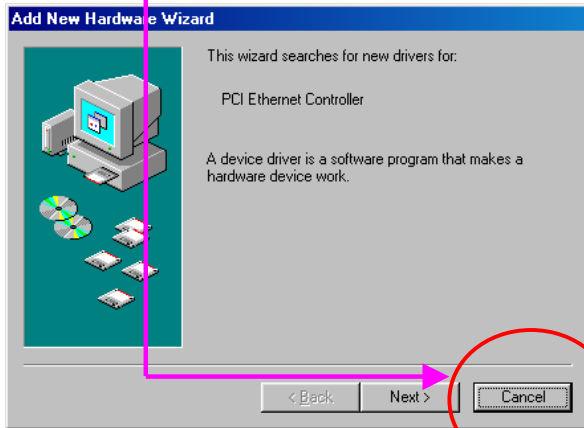 Add New Hardware Wizard
This wizard searches for new drivers for:
PCI Ethernet Controller
A device driver is a software program that makes a
hardware device work.
< Back
Next >
Cancel